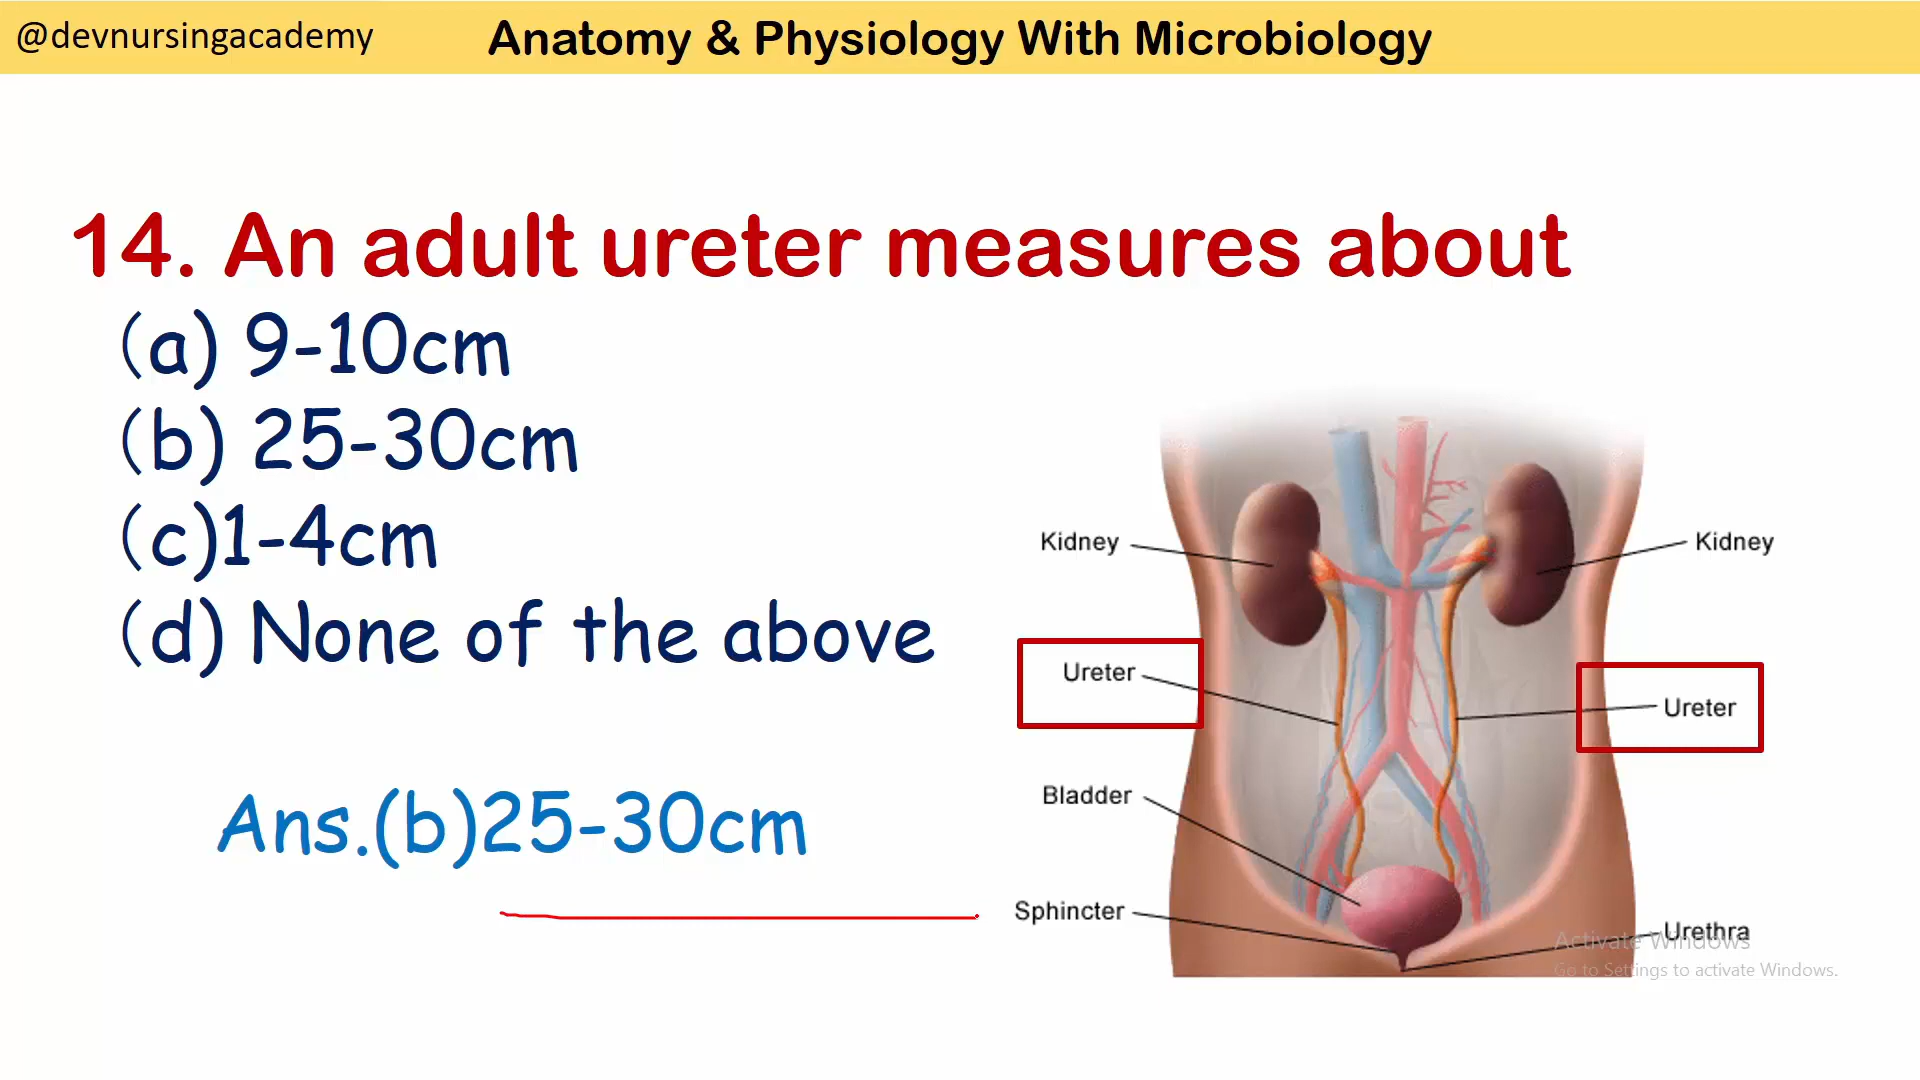 @devnursingacademy
Anatomy & Physiology With Microbiology
14. An adult ureter measures about
(a) 9-10cm
(b) 25-30cm
(c)1-4cm
(d) None of the above
Ans.(b)25-30cm
Kidney
Kidney
Ureter
Ureter
Bladder
Sphincter
Urethra
Activate Windows
Go to Settings to activate Windows.